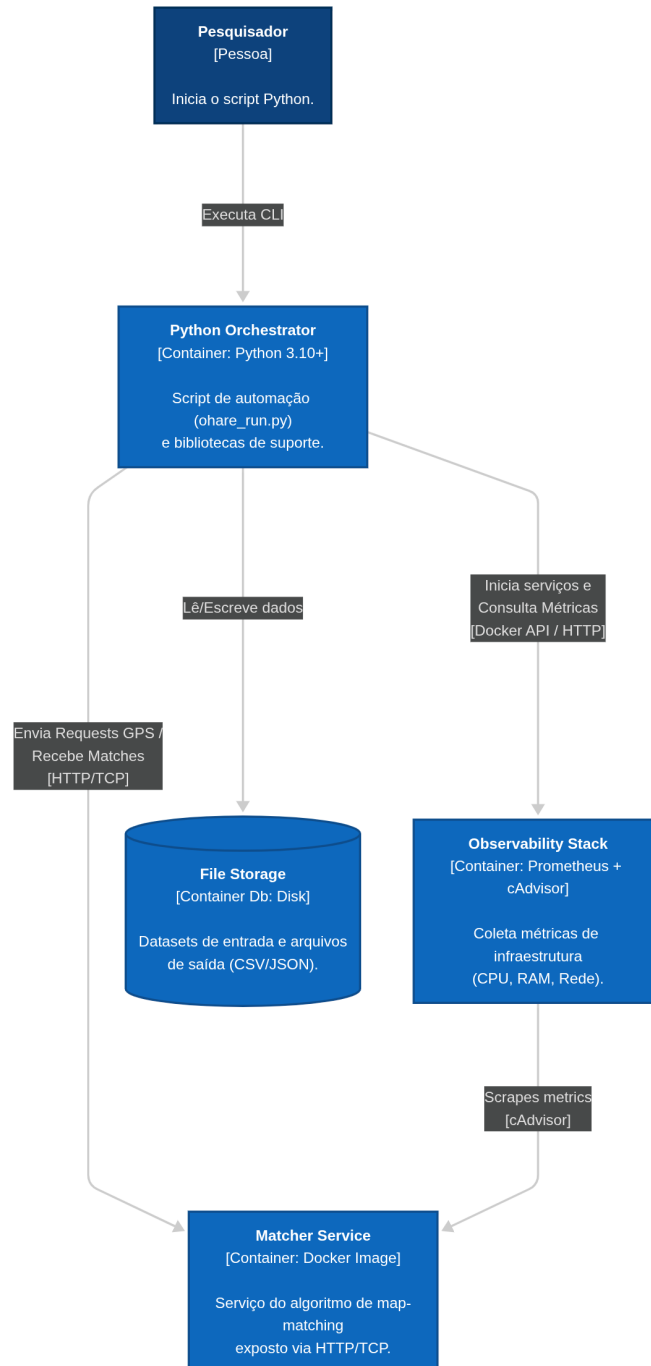 Pesquisador
[Pessoa]
Inicia o script Python.
Executa CLI
Python Orchestrator
[Container: Python 3.10+]
Script de automação
(ohare_run.py)
e bibliotecas de suporte.
Lê/Escreve dados
Inicia serviços e
Consulta Métricas
[Docker API / HTTP]
Envia Requests GPS /
Recebe Matches
[HTTP/TCP]
File Storage
[Container Db: Disk]
Datasets de entrada e arquivos
de saída (CSV/JSON).
Observability Stack
[Container: Prometheus +
cAdvisor]
Coleta métricas de
infraestrutura
(CPU, RAM, Rede).
Scrapes metrics
[cAdvisor]
Matcher Service
[Container: Docker Image]
Serviço do algoritmo de map-
matching
exposto via HTTP/TCP.